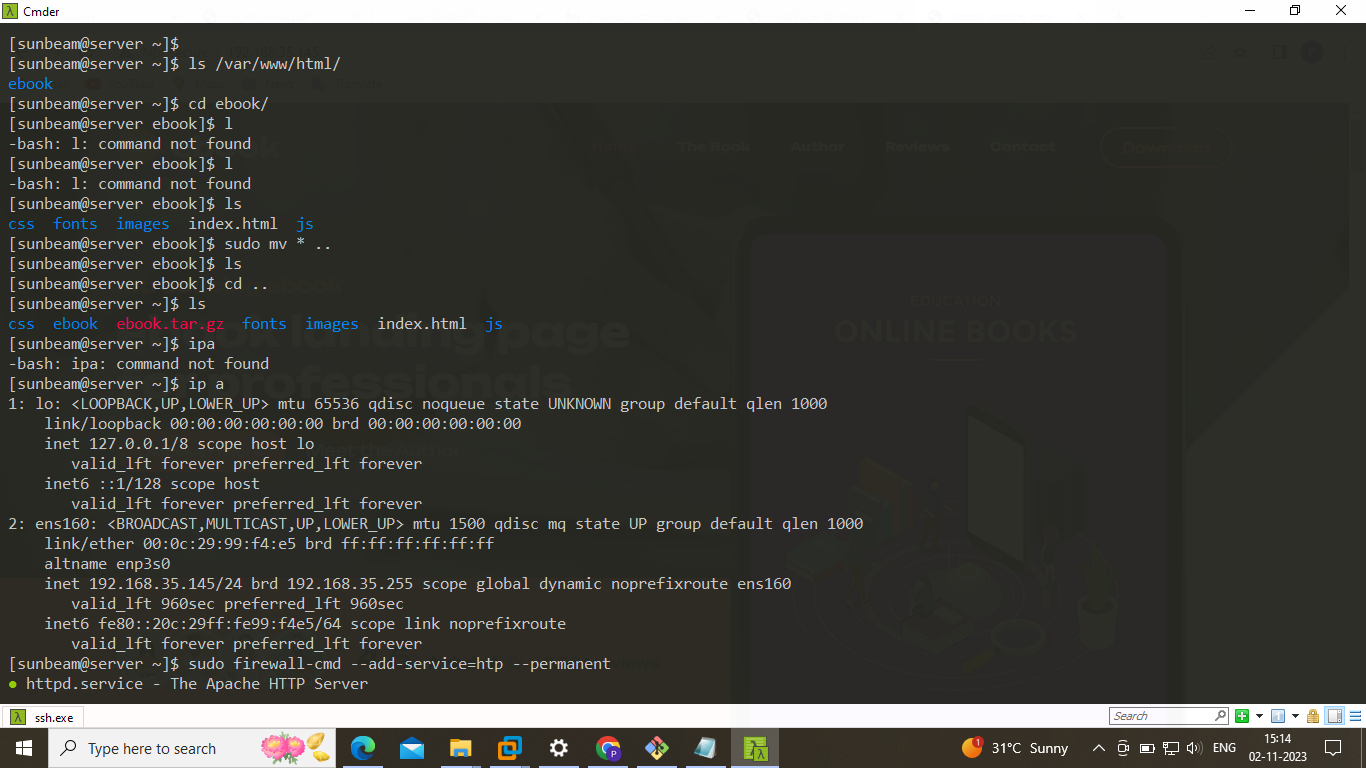 Cmder
[sunbeam@server ~]$
[sunbeam@server ~]$ ls /var/www/html/
ebook
[sunbeam@server ~]$ cd ebook/
[sunbeam@server ebook]$ l
-bash: l: command not found
[sunbeam@server ebook]$ l
-bash: l: command not found
[sunbeam@server ebook]$ ls
css  fonts  images  index.html  js
[sunbeam@server ebook]$ sudo mv * ..
[sunbeam@server ebook]$ ls
[sunbeam@server ebook]$ cd ..
[sunbeam@server ~]$ ls
css  ebook  ebook.tar.gz  fonts  images  index.html  js
[sunbeam@server ~]$ ipa
-bash: ipa: command not found
[sunbeam@server ~]$ ip a
1: lo: <LOOPBACK,UP,LOWER_UP> mtu 65536 qdisc noqueue state UNKNOWN group default qlen 1000
    link/loopback 00:00:00:00:00:00 brd 00:00:00:00:00:00
    inet 127.0.0.1/8 scope host lo
       valid_lft forever preferred_lft forever
    inet6 ::1/128 scope host
       valid_lft forever preferred_lft forever
2: ens160: <BROADCAST,MULTICAST,UP,LOWER_UP> mtu 1500 qdisc mq state UP group default qlen 1000
    link/ether 00:0c:29:99:f4:e5 brd ff:ff:ff:ff:ff:ff
    altname enp3s0
    inet 192.168.35.145/24 brd 192.168.35.255 scope global dynamic noprefixroute ens160
       valid_lft 960sec preferred_lft 960sec
    inet6 fe80::20c:29ff:fe99:f4e5/64 scope link noprefixroute
       valid_lft forever preferred_lft forever
[sunbeam@server ~]$ sudo firewall-cmd --add-service=htp --permanent
● httpd.service - The Apache HTTP Server
The Book  Author  Reviews  Contact
EDUCATION
ONLINE BOOKS
landing page
professionals
ssh.exe
Search
Type here to search
31°C Sunny
ENG
15:14
02-11-2023